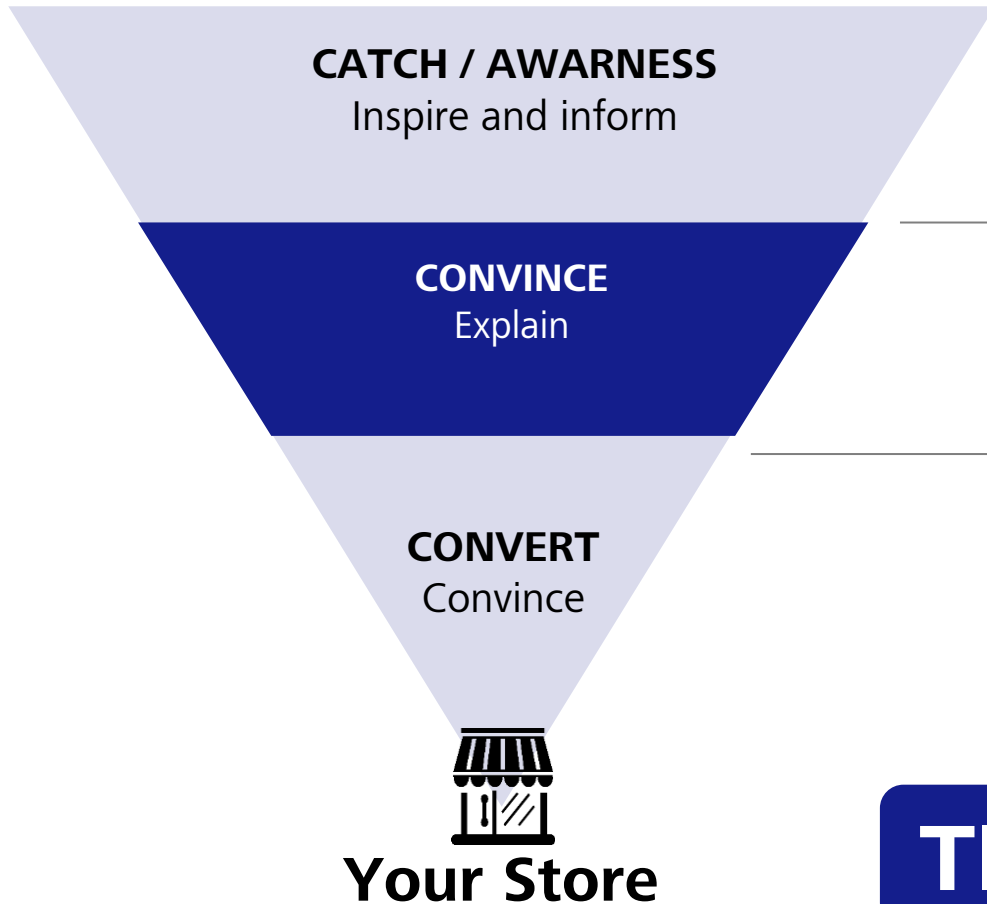 CATCH / AWARNESS
Inspire and inform
CONVINCE
Explain
CONVERT
Convince
Your Store